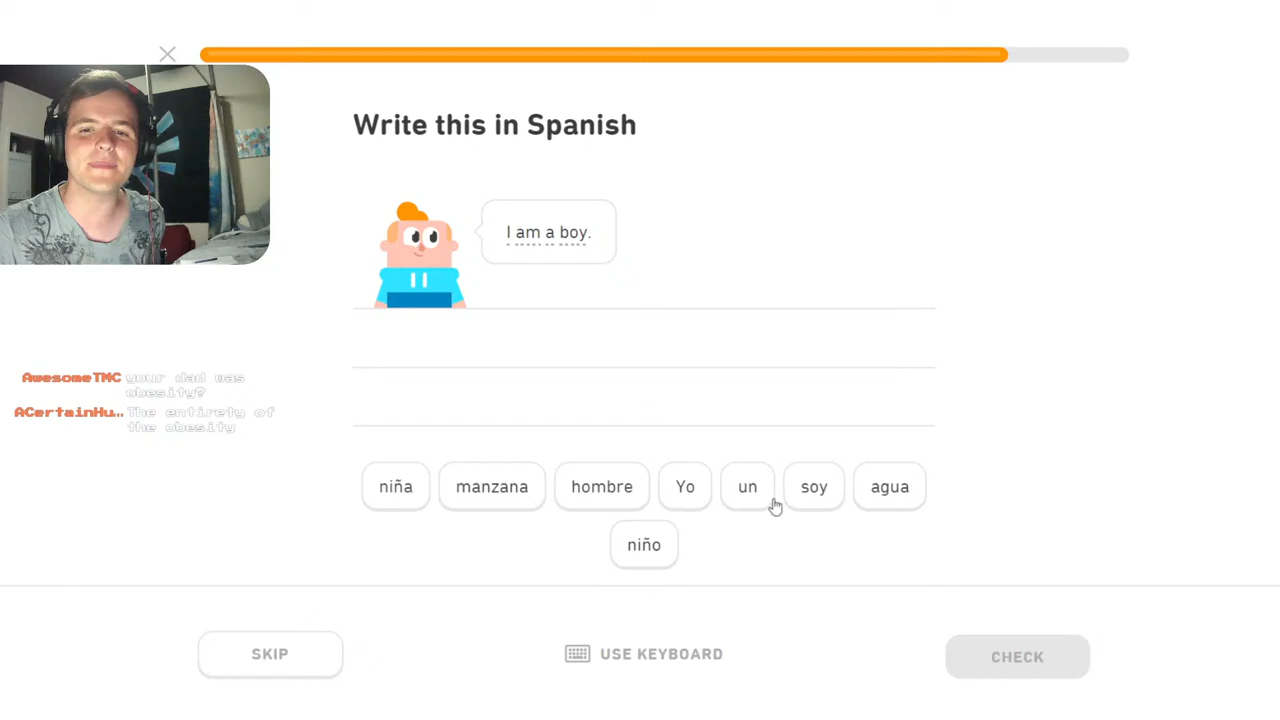 Write this in Spanish
I am a boy.
AwesomeTMC your dad was
obesity?
ACertainHu… The entirety of
the obesity
niña manzana hombre Yo un soy agua
niño
SKIP USE KEYBOARD CHECK